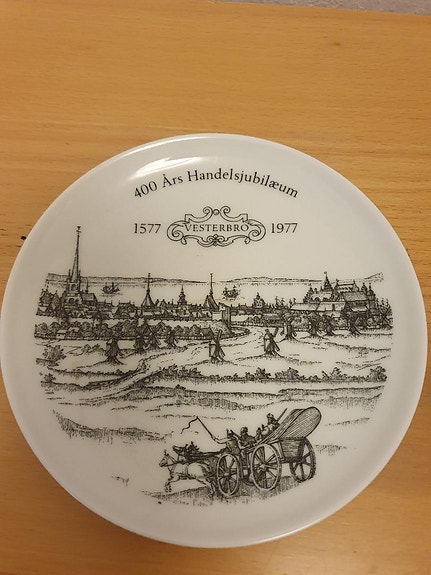 400 Års Handelsjubilæum
1577 VESTERBRO 1977